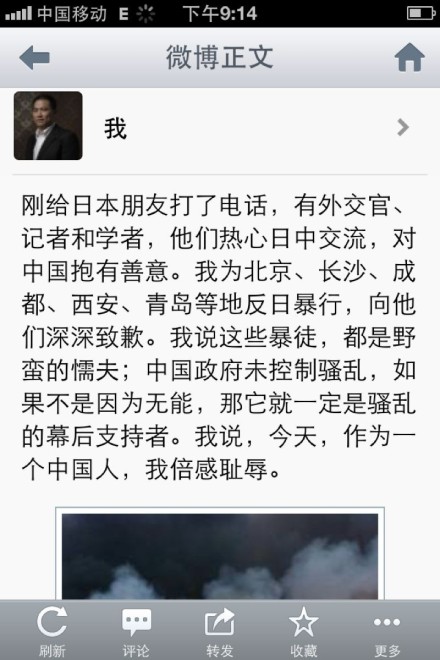 中国移动 E 下午9:14
微博正文
我
刚给日本朋友打了电话，有外交官、
记者和学者，他们热心日中交流，对
中国抱有善意。我为北京、长沙、成
都、西安、青岛等地反日暴行，向他
们深深致歉。我说这些暴徒，都是野
蛮的懦夫；中国政府未控制骚乱，如
果不是因为无能，那它就一定是骚乱
的幕后支持者。我说，今天，作为一
个中国人，我倍感耻辱。
刷新 评论 转发 收藏 更多